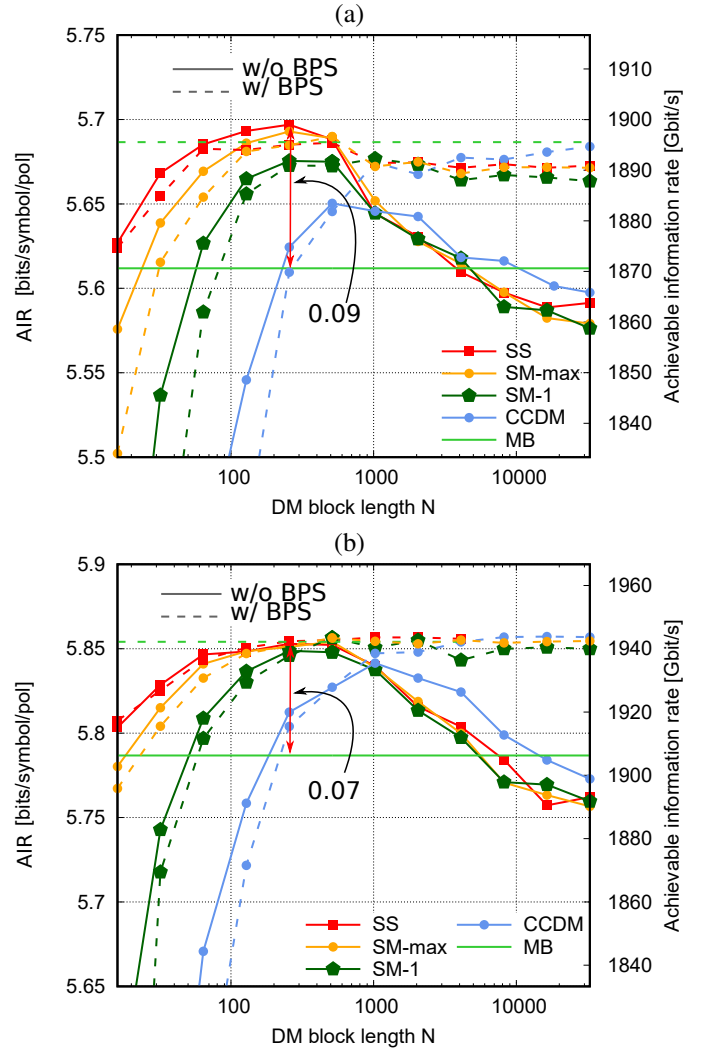 (a)
5.75
5.7
5.65
5.6
5.55
5.5
AIR [bits/symbol/pol]
w/o BPS
w/ BPS
0.09
SS
SM-max
SM-1
CCDM
MB
1910
1900
1890
1880
1870
1860
1850
1840
Achievable information rate [Gbit/s]
100
1000
10000
DM block length N
(b)
5.9
5.85
5.8
5.75
5.7
5.65
AIR [bits/symbol/pol]
w/o BPS
w/ BPS
0.07
SS
SM-max
SM-1
CCDM
MB
1960
1940
1920
1900
1880
1860
1840
Achievable information rate [Gbit/s]
100
1000
10000
DM block length N